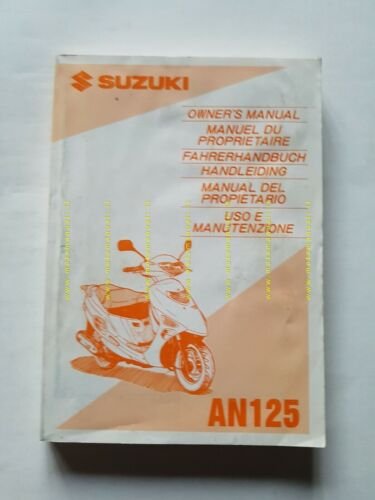 SUZUKI
OWNER'S MANUAL
MANUEL DU
PROPRIETAIRE
FAHRERHANDBUCH
HANDLEIDING
MANUAL DEL
PROPIETARIO
USO E
MANUTENZIONE
AN125